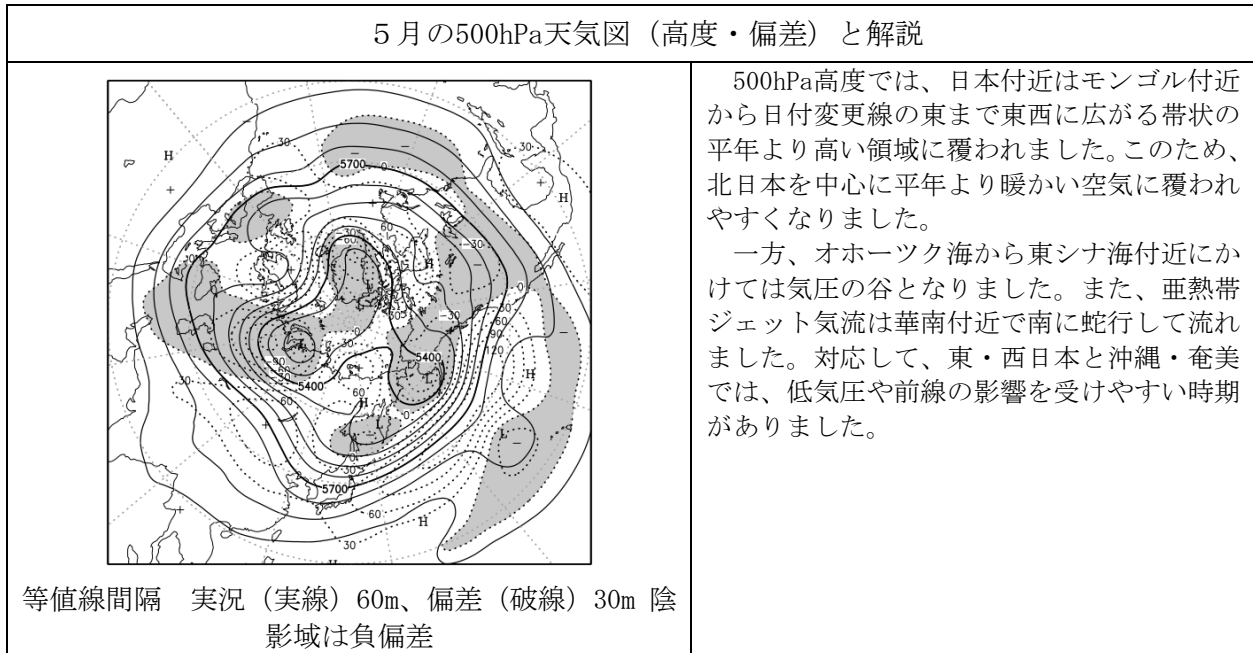 ５月の500hPa天気図（高度・偏差）と解説
500hPa高度では、日本付近はモンゴル付近
から日付変更線の東まで東西に広がる帯状の
平年より高い領域に覆われました。このため、
北日本を中心に平年より暖かい空気に覆われ
やすくなりました。
一方、オホーツク海から東シナ海付近にか
けては気圧の谷となりました。また、亜熱帯
ジェット気流は華南付近で南に蛇行して流れ
ました。対応して、東・西日本と沖縄・奄美
では、低気圧や前線の影響を受けやすい時期
がありました。
H
30
5700
0
30
H
60
-30
H
5400
-30
H
5400
60
H
L
5700
60
H
30
H
等値線間隔　実況（実線）60m、偏差（破線）30m 陰
影域は負偏差